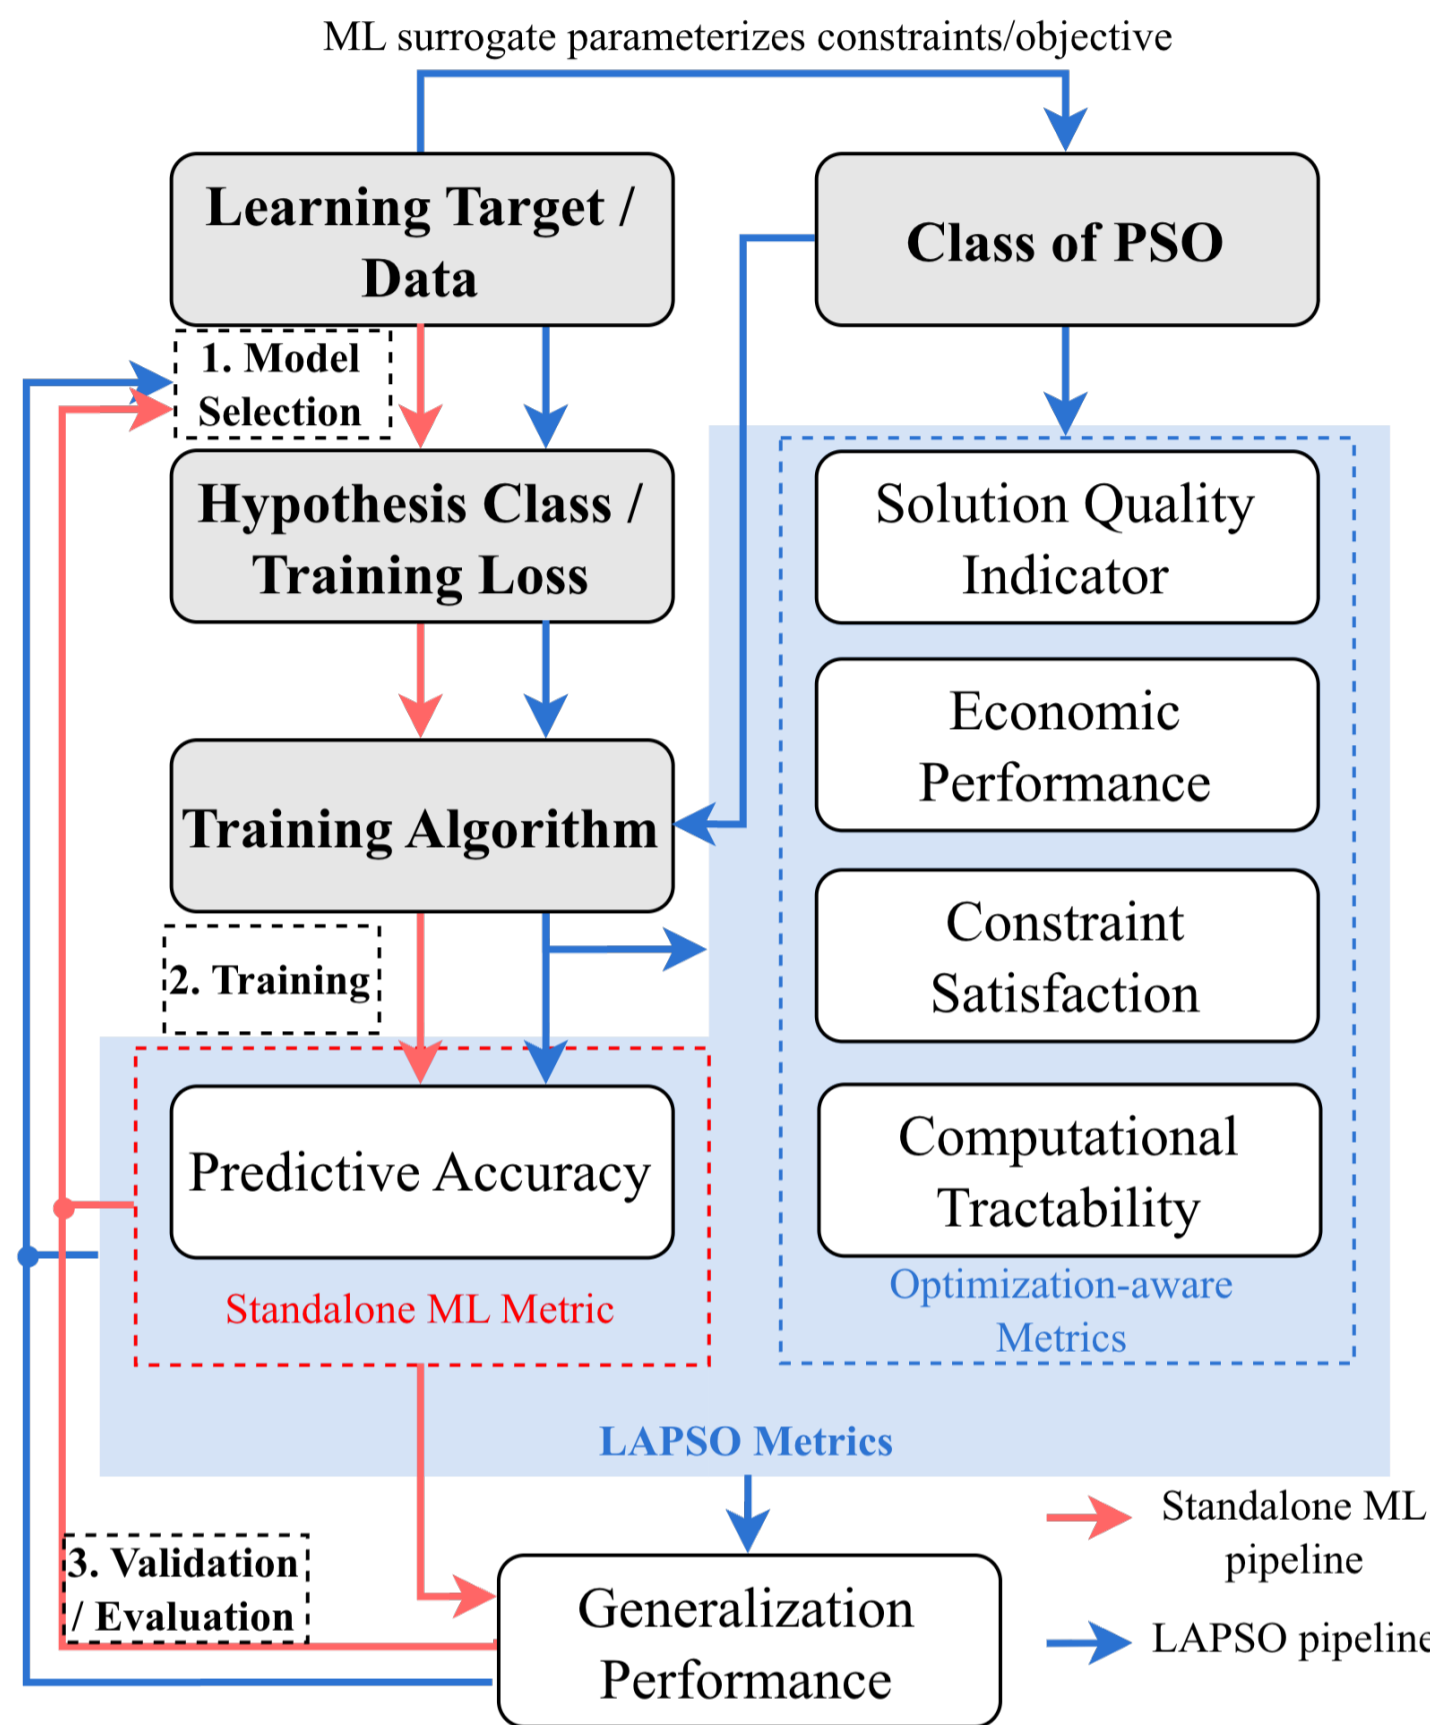 ML surrogate parameterizes constraints/objective
Learning Target /
Data
Class of PSO
1. Model
Selection
Hypothesis Class /
Training Loss
Solution Quality
Indicator
Economic
Performance
Training Algorithm
Constraint
Satisfaction
2. Training
Predictive Accuracy
Computational
Tractability
Standalone ML Metric
Optimization-aware
Metrics
LAPSO Metrics
3. Validation
/ Evaluation
Generalization
Performance
Standalone ML
pipeline
LAPSO pipeline